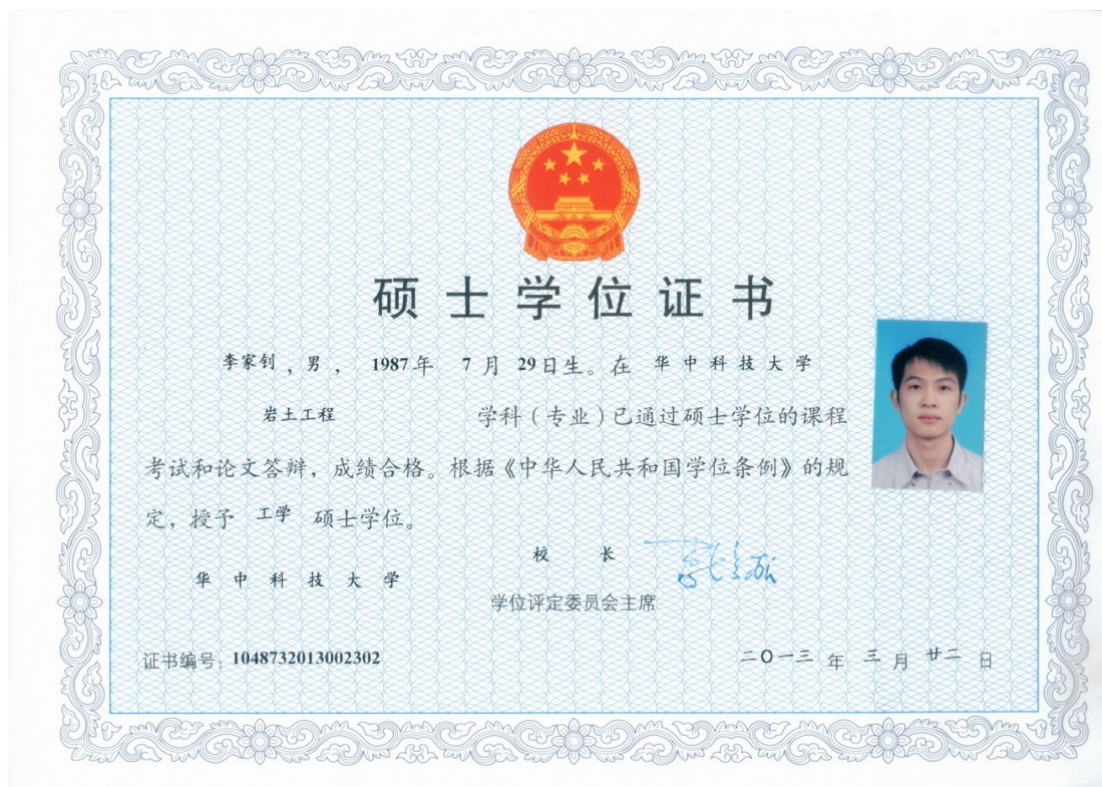 硕士学位证书
李家钊，男，1987年 7月 29日生。在 华中科技大学
岩土工程 学科（专业）已通过硕士学位的课程
考试和论文答辩，成绩合格。根据《中华人民共和国学位条例》的规
定，授予 工学 硕士学位。
校 长
华中科技大学
学位评定委员会主席
证书编号：1048732013002302
二〇一三 年 三 月 廿二 日